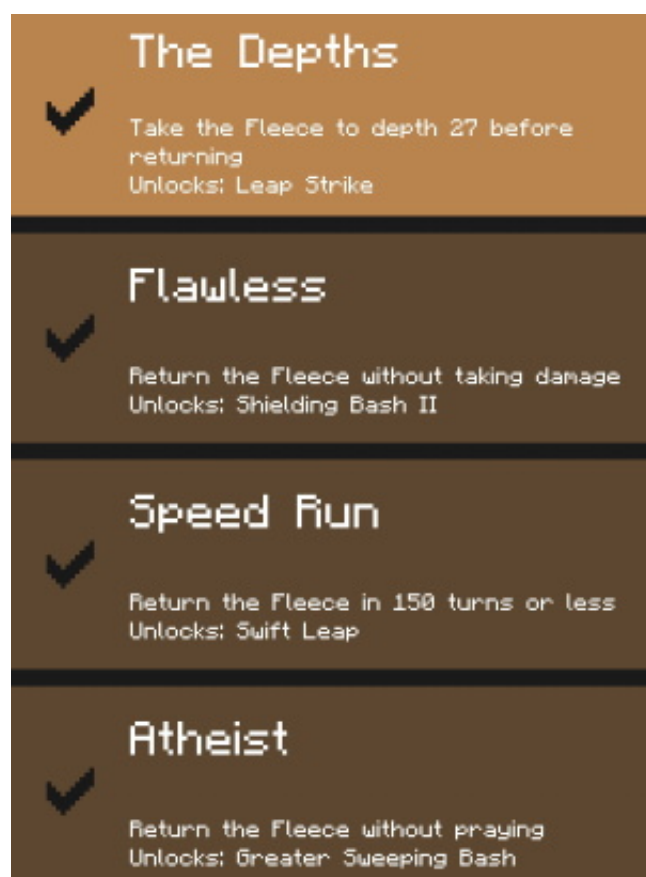 The Depths
Take the Fleece to depth 27 before
returning
Unlocks: Leap Strike
Flawless
Return the Fleece without taking damage
Unlocks: Shielding Bash II
Speed Run
Return the Fleece in 150 turns or less
Unlocks: Swift Leap
Atheist
Return the Fleece without praying
Unlocks: Greater Sweeping Bash